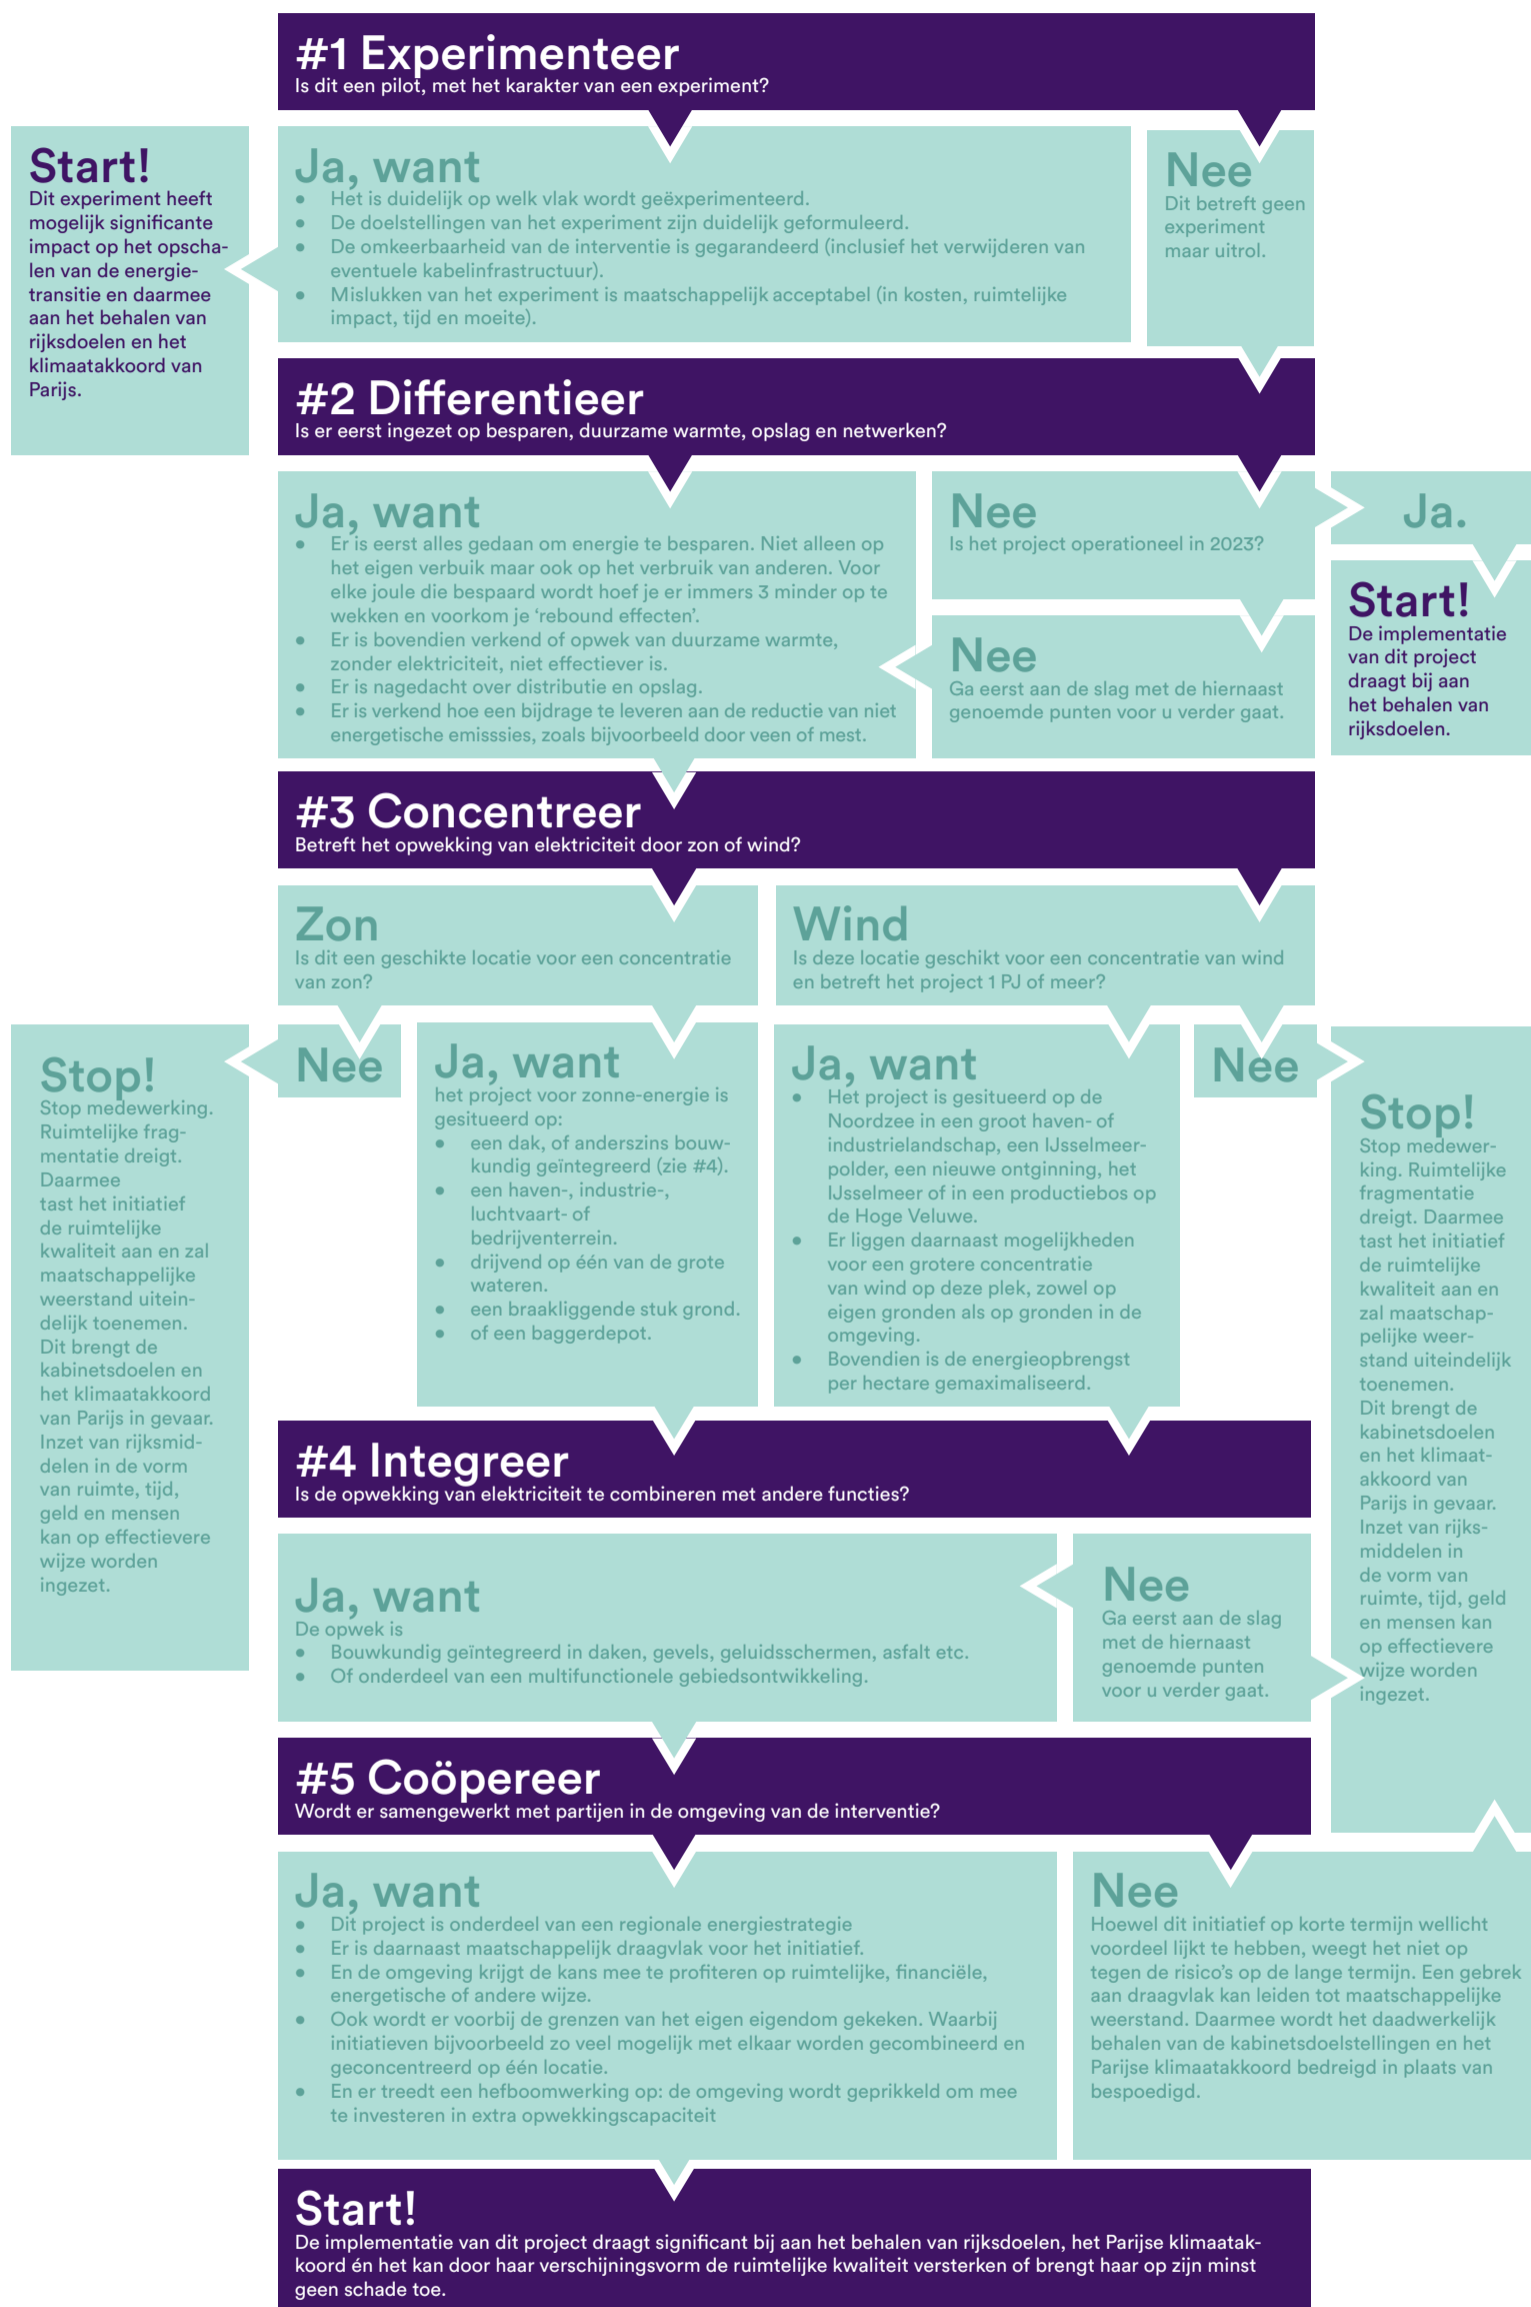 #1 Experimenteer
Is dit een pilot, met het karakter van een experiment?
Start!
Dit experiment heeft
mogelijk significante
impact op het opscha-
len van de energie-
transitie en daarmee
aan het behalen van
rijksdoelen en het
klimaatakkoord van
Parijs.
Ja, want
• Het is duidelijk op welk vlak wordt geëxperimenteerd.
• De doelstellingen van het experiment zijn duidelijk geformuleerd.
• De omkeerbaarheid van de interventie is gegarandeerd (inclusief het verwijderen van
eventuele kabelinfrastructuur).
• Mislukken van het experiment is maatschappelijk acceptabel (in kosten, ruimtelijke
impact, tijd en moeite).
Nee
Dit betreft geen
experiment
maar uitrol.
#2 Differentieer
Is er eerst ingezet op besparen, duurzame warmte, opslag en netwerken?
Ja, want
• Er is eerst alles gedaan om energie te besparen. Niet alleen op
het eigen verbuik maar ook op het verbruik van anderen. Voor
elke joule die bespaard wordt hoef je er immers 3 minder op te
wekken en voorkom je ‘rebound effecten’.
• Er is bovendien verkend of opwek van duurzame warmte,
zonder elektriciteit, niet effectiever is.
• Er is nagedacht over distributie en opslag.
• Er is verkend hoe een bijdrage te leveren aan de reductie van niet
energetische emisssies, zoals bijvoorbeeld door veen of mest.
Nee
Is het project operationeel in 2023?
Ja.
Start!
De implementatie
van dit project
draagt bij aan
het behalen van
rijksdoelen.
Nee
Ga eerst aan de slag met de hiernaast
genoemde punten voor u verder gaat.
#3 Concentreer
Betreft het opwekking van elektriciteit door zon of wind?
Zon
Is dit een geschikte locatie voor een concentratie
van zon?
Wind
Is deze locatie geschikt voor een concentratie van wind
en betreft het project 1 PJ of meer?
Stop!
Stop medewerking.
Ruimtelijke frag-
mentatie dreigt.
Daarmee
tast het initiatief
de ruimtelijke
kwaliteit aan en zal
maatschappelijke
weerstand uitein-
delijk toenemen.
Dit brengt de
kabinetsdoelen en
het klimaatakkoord
van Parijs in gevaar.
Inzet van rijksmid-
delen in de vorm
van ruimte, tijd,
geld en mensen
kan op effectievere
wijze worden
ingezet.
Nee
Ja, want
het project voor zonne-energie is
gesitueerd op:
• een dak, of anderszins bouw-
kundig geïntegreerd (zie #4).
• een haven-, industrie-,
luchtvaart- of
bedrijventerrein.
• drijvend op één van de grote
wateren.
• een braakliggende stuk grond.
• of een baggerdepot.
Ja, want
• Het project is gesitueerd op de
Noordzee in een groot haven- of
industrielandschap, een IJsselmeer-
polder, een nieuwe ontginning, het
IJsselmeer of in een productiebos op
de Hoge Veluwe.
• Er liggen daarnaast mogelijkheden
voor een grotere concentratie
van wind op deze plek, zowel op
eigen gronden als op gronden in de
omgeving.
• Bovendien is de energieopbrengst
per hectare gemaximaliseerd.
Nee
Stop!
Stop medewer-
king. Ruimtelijke
fragmentatie
dreigt. Daarmee
tast het initiatief
de ruimtelijke
kwaliteit aan en
zal maatschap-
pelijke weer-
stand uiteindelijk
toenemen.
Dit brengt de
kabinetsdoelen
en het klimaat-
akkoord van
Parijs in gevaar.
Inzet van rijks-
middelen in
de vorm van
ruimte, tijd, geld
en mensen kan
op effectievere
wijze worden
ingezet.
#4 Integreer
Is de opwekking van elektriciteit te combineren met andere functies?
Ja, want
De opwek is
• Bouwkundig geïntegreerd in daken, gevels, geluidsschermen, asfalt etc.
• Of onderdeel van een multifunctionele gebiedsontwikkeling.
Nee
Ga eerst aan de slag
met de hiernaast
genoemde punten
voor u verder gaat.
#5 Coöpereer
Wordt er samengewerkt met partijen in de omgeving van de interventie?
Ja, want
• Dit project is onderdeel van een regionale energiestrategie
• Er is daarnaast maatschappelijk draagvlak voor het initiatief.
• En de omgeving krijgt de kans mee te profiteren op ruimtelijke, financiële,
energetische of andere wijze.
• Ook wordt er voorbij de grenzen van het eigen eigendom gekeken. Waarbij
initiatieven bijvoorbeeld zo veel mogelijk met elkaar worden gecombineerd en
geconcentreerd op één locatie.
• En er treedt een hefboomwerking op: de omgeving wordt geprikkeld om mee
te investeren in extra opwekkingscapaciteit
Nee
Hoewel dit initiatief op korte termijn wellicht
voordeel lijkt te hebben, weegt het niet op
tegen de risico’s op de lange termijn. Een gebrek
aan draagvlak kan leiden tot maatschappelijke
weerstand. Daarmee wordt het daadwerkelijk
behalen van de kabinetsdoelstellingen en het
Parijse klimaatakkoord bedreigd in plaats van
bespoedigd.
Start!
De implementatie van dit project draagt significant bij aan het behalen van rijksdoelen, het Parijse klimaatak-
koord én het kan door haar verschijningsvorm de ruimtelijke kwaliteit versterken of brengt haar op zijn minst
geen schade toe.